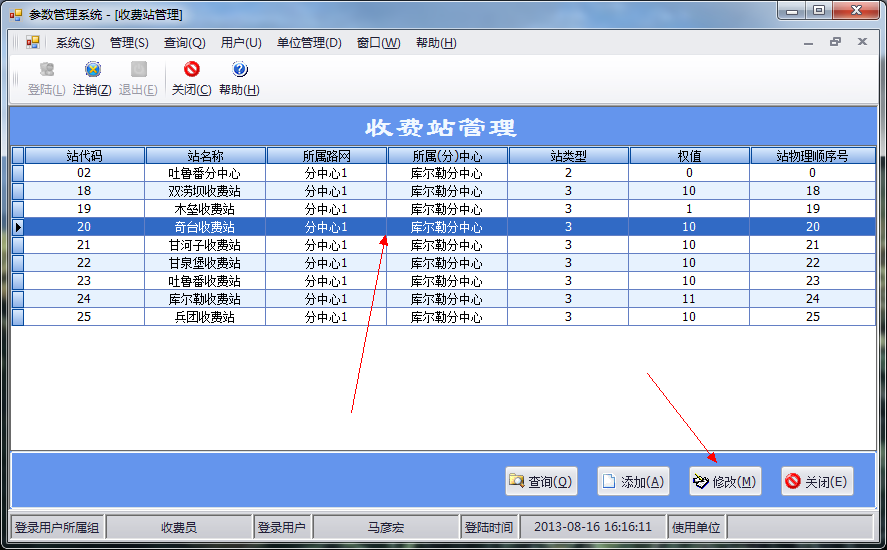 参数管理系统 - [收费站管理]
系统(S) 管理(S) 查询(Q) 用户(U) 单位管理(D) 窗口(W) 帮助(H)
登陆(L) 注销(Z) 退出(E) 关闭(C) 帮助(H)
收费站管理
站代码 站名称 所属路网 所属(分)中心 站类型 权值 站物理顺序号
02 吐鲁番分中心 分中心1 库尔勒分中心 2 0 0
18 双涝坝收费站 分中心1 库尔勒分中心 3 10 18
19 木垒收费站 分中心1 库尔勒分中心 3 1 19
20 奇台收费站 分中心1 库尔勒分中心 3 10 20
21 甘河子收费站 分中心1 库尔勒分中心 3 10 21
22 甘泉堡收费站 分中心1 库尔勒分中心 3 10 22
23 吐鲁番收费站 分中心1 库尔勒分中心 3 10 23
24 库尔勒收费站 分中心1 库尔勒分中心 3 11 24
25 兵团收费站 分中心1 库尔勒分中心 3 10 25
查询(Q) 添加(A) 修改(M) 关闭(E)
登录用户所属组 收费员 登录用户 马彦宏 登陆时间 2013-08-16 16:16:11 使用单位